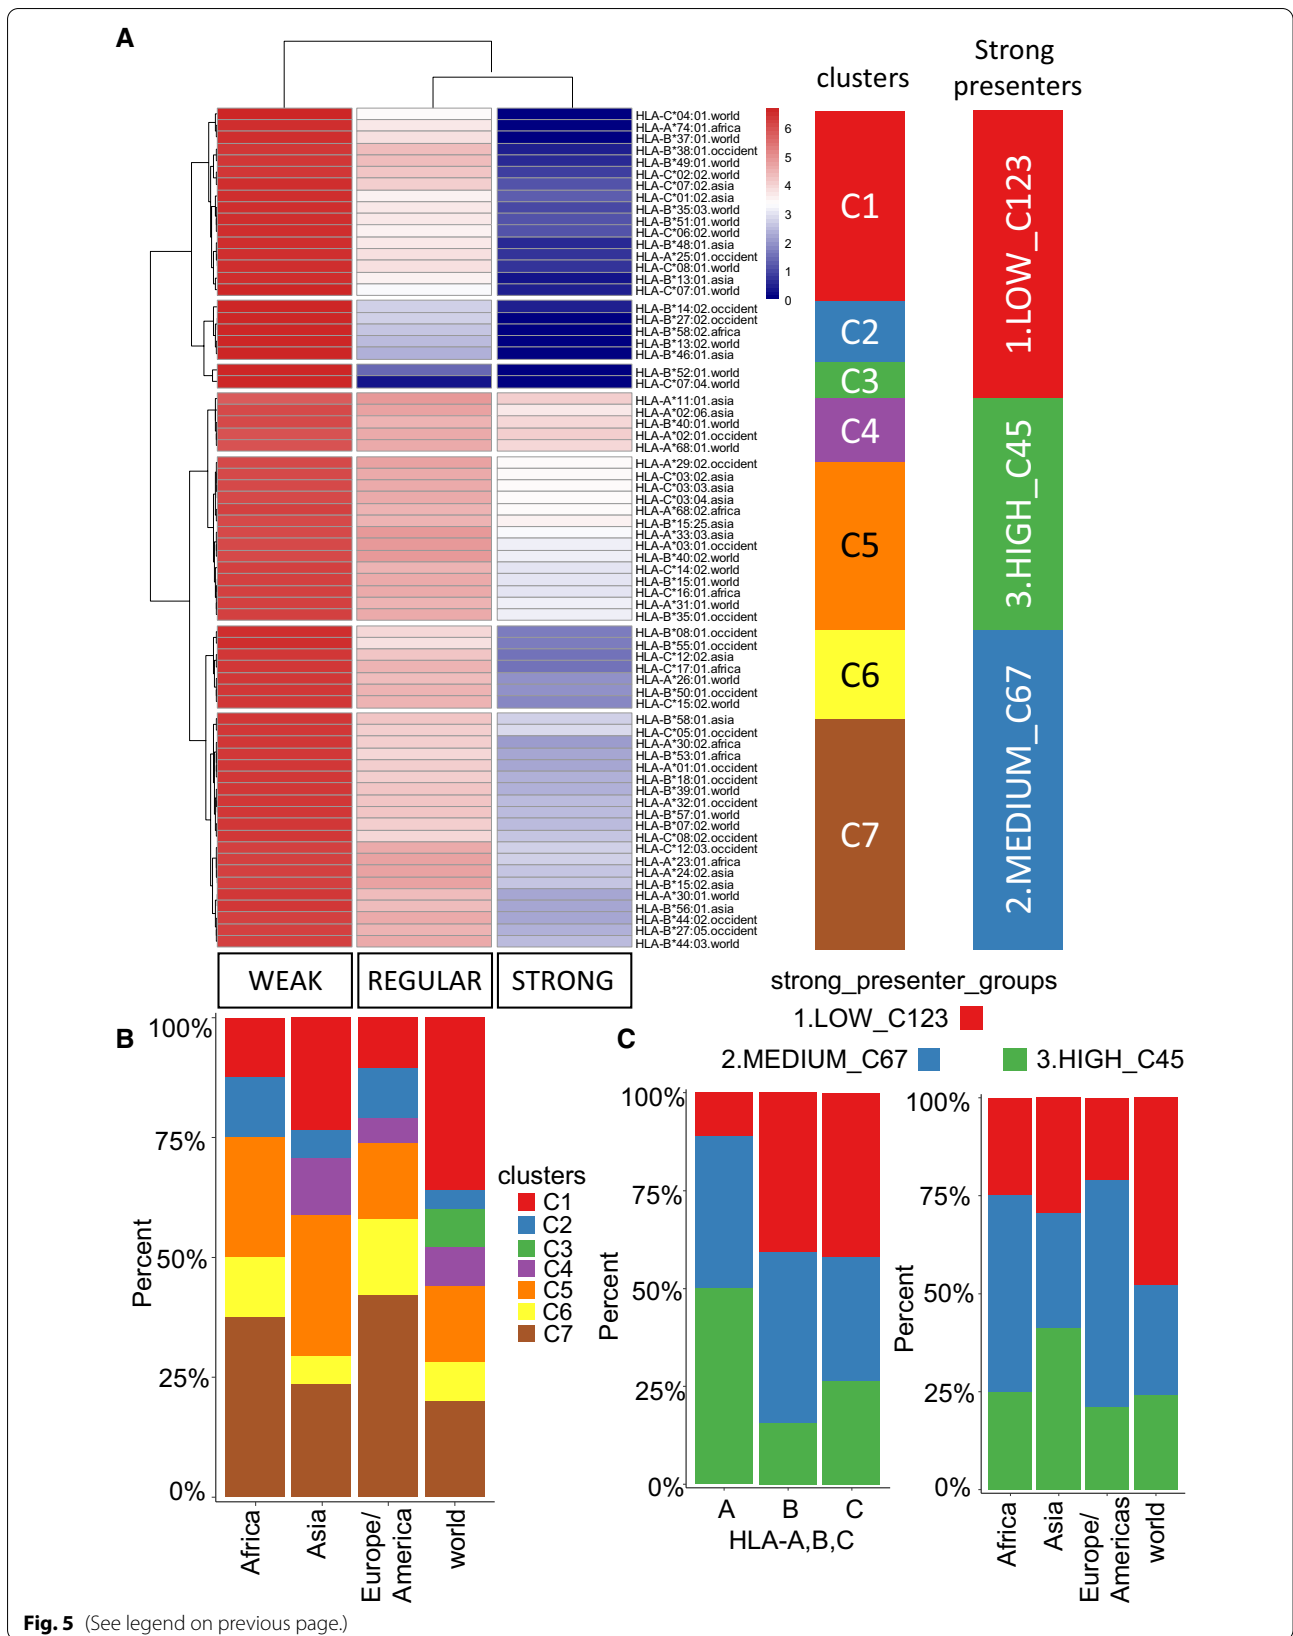 A
Strong
presenters
clusters
HLA-C*04:01.world
HLA-A*74:01.africa
HLA-B*37:01.world
HLA-B*38:01.occident
HLA-B*49:01.world
HLA-C*02:02.world
HLA-C*07:02.asia
HLA-C*01:02.asia
HLA-B*35:03.world
HLA-B*51:01.world
HLA-C*06:02.world
HLA-B*48:01.asia
HLA-A*25:01.occident
HLA-C*08:01.world
HLA-B*13:01.asia
HLA-C*07:01.world
HLA-B*14:02.occident
HLA-B*27:02.occident
HLA-B*58:02.africa
HLA-B*13:02.world
HLA-B*46:01.asia
HLA-B*52:01.world
HLA-C*07:04.world
HLA-A*11:01.asia
HLA-A*02:06.asia
HLA-B*40:01.world
HLA-A*02:01.occident
HLA-A*68:01.world
HLA-A*29:02.occident
HLA-C*03:02.asia
HLA-C*03:03.asia
HLA-C*03:04.asia
HLA-A*68:02.africa
HLA-B*15:25.asia
HLA-A*33:03.asia
HLA-A*03:01.occident
HLA-B*40:02.world
HLA-C*14:02.world
HLA-B*15:01.world
HLA-C*16:01.africa
HLA-A*31:01.world
HLA-B*35:01.occident
HLA-B*08:01.occident
HLA-B*55:01.occident
HLA-C*12:02.asia
HLA-C*17:01.africa
HLA-A*26:01.world
HLA-B*50:01.occident
HLA-C*15:02.world
HLA-B*58:01.asia
HLA-C*05:01.occident
HLA-A*30:02.africa
HLA-B*53:01.africa
HLA-A*01:01.occident
HLA-B*18:01.occident
HLA-B*39:01.world
HLA-A*32:01.occident
HLA-B*57:01.world
HLA-B*07:02.world
HLA-C*08:02.occident
HLA-C*12:03.occident
HLA-A*23:01.africa
HLA-A*24:02.asia
HLA-B*15:02.asia
HLA-A*30:01.world
HLA-B*56:01.asia
HLA-B*44:02.occident
HLA-B*27:05.occident
HLA-B*44:03.world
6
5
4
3
2
1
0
C1
C2
C3
C4
C5
C6
C7
1.LOW_C123
3.HIGH_C45
2.MEDIUM_C67
WEAK
REGULAR
STRONG
strong_presenter_groups
1.LOW_C123
2.MEDIUM_C67
3.HIGH_C45
B
100%
75%
50%
25%
0%
Percent
Africa
Asia
Europe/
America
world
clusters
C1
C2
C3
C4
C5
C6
C7
C
100%
75%
50%
25%
0%
Percent
A
B
C
HLA-A,B,C
100%
75%
50%
25%
0%
Percent
Africa
Asia
Europe/
Americas
world
Fig. 5 (See legend on previous page.)